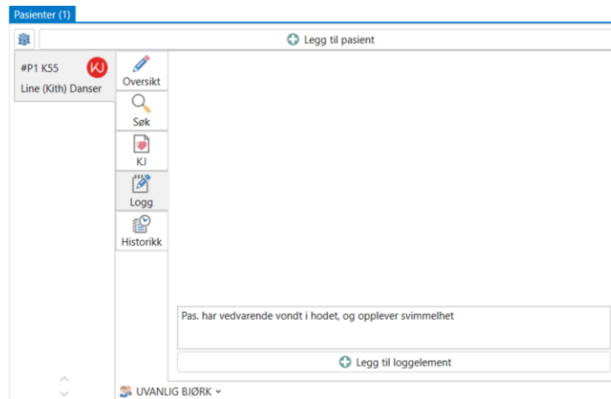 Pasienter (1)
Legg til pasient
#P1 K55
KJ
Line (Kith) Danser
Oversikt
Søk
KJ
Logg
Historikk
Pas. har vedvarende vondt i hodet, og opplever svimmelhet
Legg til loggelement
UVANLIG BJØRK